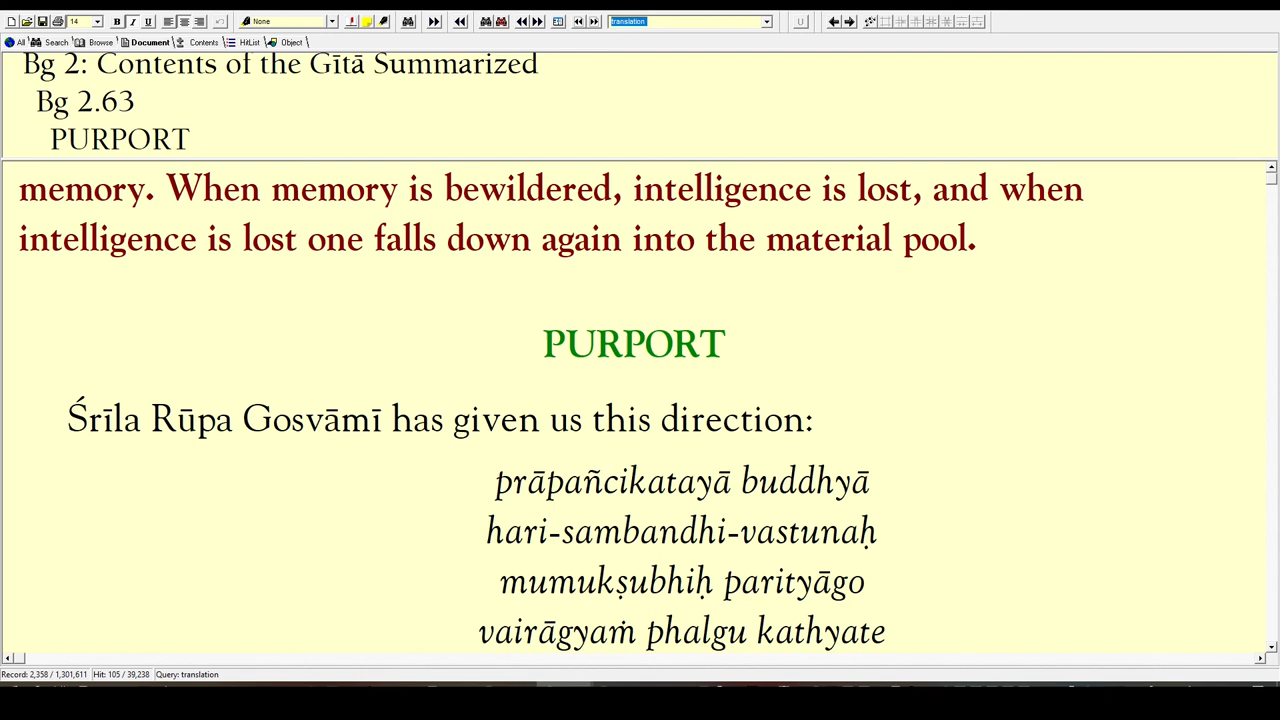 14 B I U None translation U
All Search Browse Document Contents HitList Object
Bg 2: Contents of the Gītā Summarized
Bg 2.63
PURPORT
memory. When memory is bewildered, intelligence is lost, and when
intelligence is lost one falls down again into the material pool.
PURPORT
Śrīla Rūpa Gosvāmī has given us this direction:
prāpañcikatayā buddhyā
hari-sambandhi-vastunaḥ
mumukṣubhiḥ parityāgo
vairāgyaṁ phalgu kathyate
Record: 2,358 / 1,301,611 Hit: 105 / 39,238 Query: translation